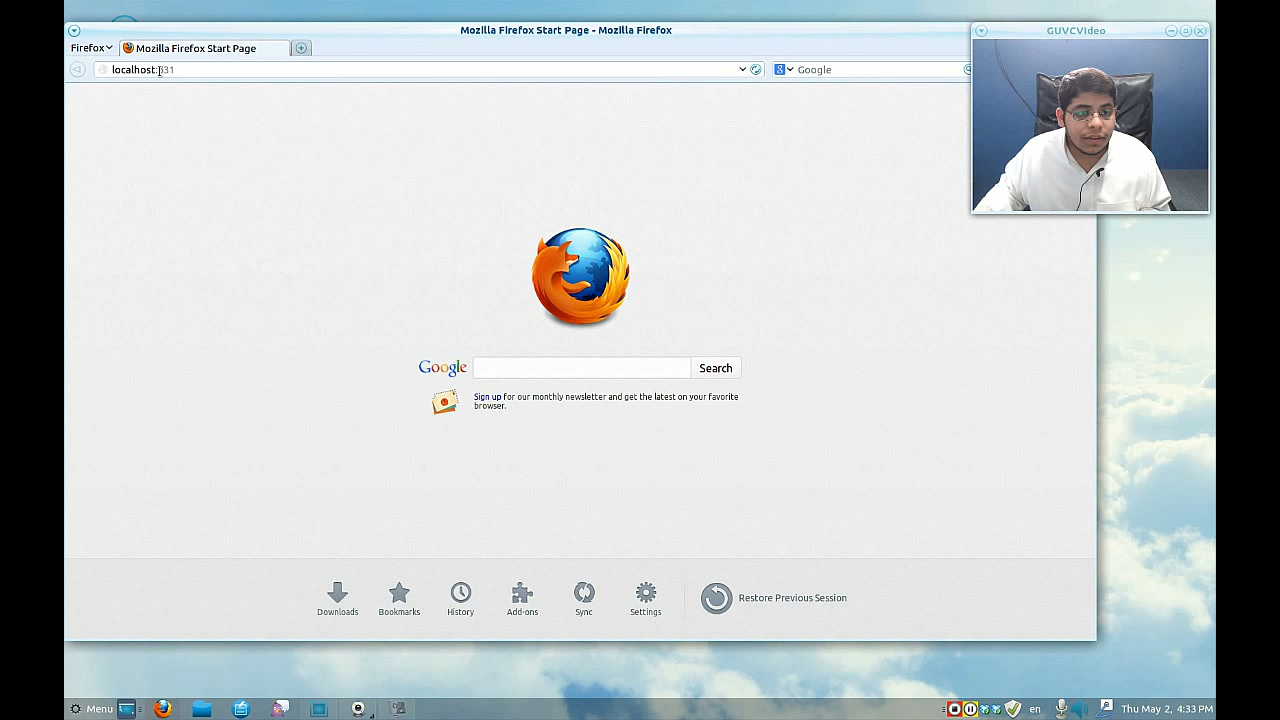 Mozilla Firefox Start Page - Mozilla Firefox
GUVCVIdeo
Firefox
Mozilla Firefox Start Page
localhost:631
Google
Google
Search
Sign up for our monthly newsletter and get the latest on your favorite
browser.
Downloads
Bookmarks
History
Add-ons
Sync
Settings
Restore Previous Session
Menu
en
Thu May 2, 4:33 PM